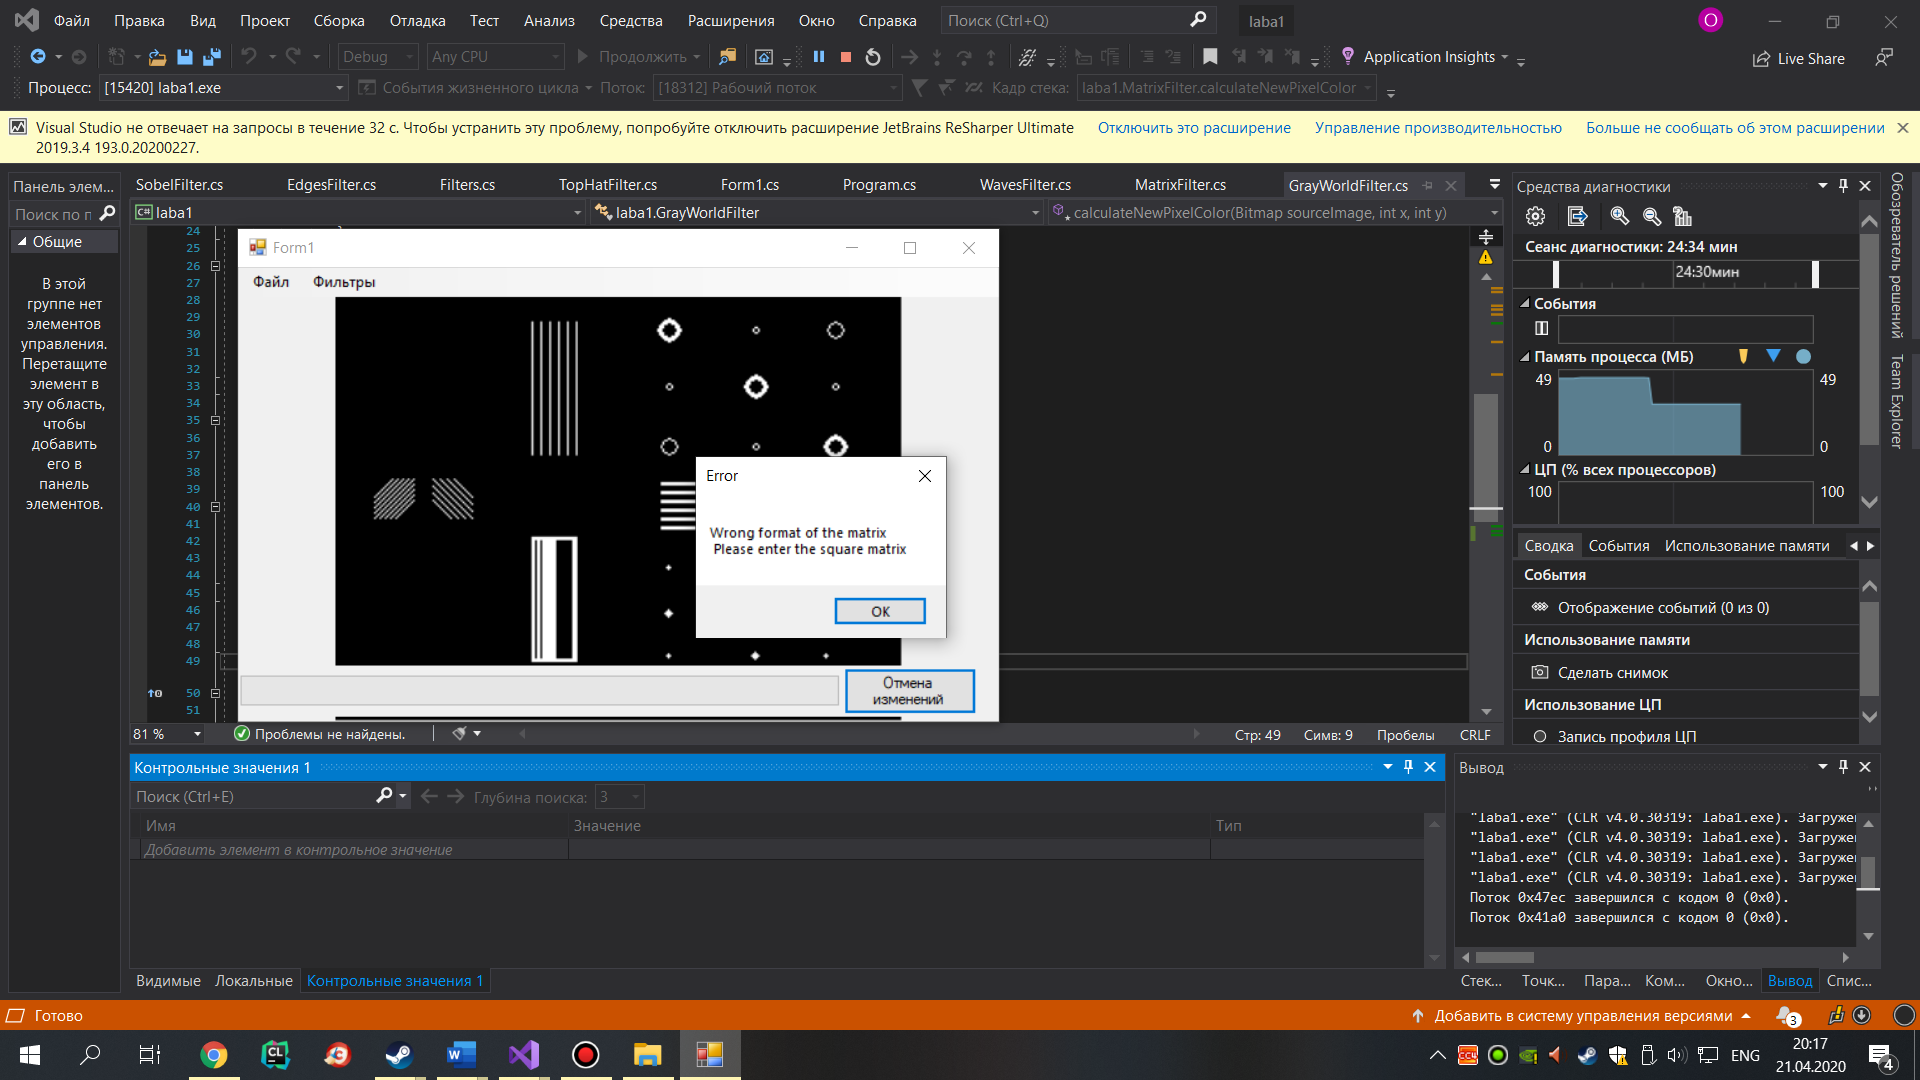 Файл Правка Вид Проект Сборка Отладка Тест Анализ Средства Расширения Окно Справка Поиск (Ctrl+Q) laba1 O
Debug Any CPU Продолжить Application Insights Live Share
Процесс: [15420] laba1.exe События жизненного цикла Поток: [18312] Рабочий поток Кадр стека: laba1.MatrixFilter.calculateNewPixelColor
Visual Studio не отвечает на запросы в течение 32 с. Чтобы устранить эту проблему, попробуйте отключить расширение JetBrains ReSharper Ultimate Отключить это расширение Управление производительностью Больше не сообщать об этом расширении
2019.3.4 193.0.20200227.
Панель элем...
Поиск по п
Общие
В этой
группе нет
элементов
управления.
Перетащите
элемент в
эту область,
чтобы
добавить
его в
панель
элементов.
SobelFilter.cs EdgesFilter.cs Filters.cs TopHatFilter.cs Form1.cs Program.cs WavesFilter.cs MatrixFilter.cs GrayWorldFilter.cs
C# laba1 laba1.GrayWorldFilter calculateNewPixelColor(Bitmap sourceImage, int x, int y)
24
25
26
27
28
29
30
31
32
33
34
35
36
37
38
39
40
41
42
43
44
45
46
47
48
49
50
51
Form1
Файл Фильтры
Error
Wrong format of the matrix
Please enter the square matrix
OK
Отмена
изменений
81 % Проблемы не найдены. Стр: 49 Симв: 9 Пробелы CRLF
Средства диагностики
Сеанс диагностики: 24:34 мин
24:30мин
События
Память процесса (МБ)
49 49
0 0
ЦП (% всех процессоров)
100 100
Сводка События Использование памяти
События
Отображение событий (0 из 0)
Использование памяти
Сделать снимок
Использование ЦП
Запись профиля ЦП
Обозреватель решений
Team Explorer
Контрольные значения 1
Поиск (Ctrl+E) Глубина поиска: 3
Имя Значение Тип
Добавить элемент в контрольное значение
Видимые Локальные Контрольные значения 1
Вывод
"laba1.exe" (CLR v4.0.30319: laba1.exe). Загруже
"laba1.exe" (CLR v4.0.30319: laba1.exe). Загруже
"laba1.exe" (CLR v4.0.30319: laba1.exe). Загруже
"laba1.exe" (CLR v4.0.30319: laba1.exe). Загруже
Поток 0x47ec завершился с кодом 0 (0x0).
Поток 0x41a0 завершился с кодом 0 (0x0).
Стек... Точк... Пара... Ком... Окно... Вывод Спис...
Готово Добавить в систему управления версиями 3
ENG 20:17
21.04.2020 4